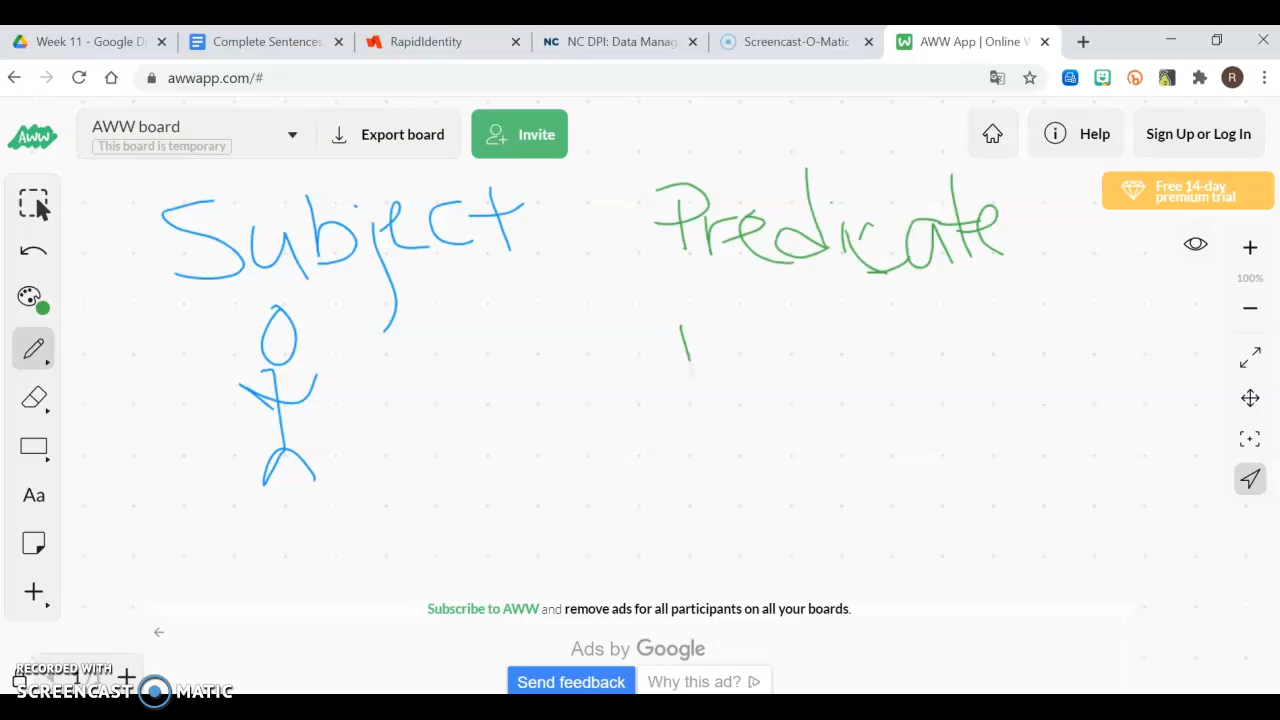 Week 11 - Google D
Complete Sentences
RapidIdentity
NC NC DPI: Data Manag
Screencast-O-Matic
AWW App | Online W
awwapp.com/#
R
AWW
AWW board
This board is temporary
Export board
Invite
Help
Sign Up or Log In
Free 14-day
premium trial
Subject
Predicate
100%
Aa
Subscribe to AWW and remove ads for all participants on all your boards.
Ads by Google
Send feedback
Why this ad?
RECORDED WITH
SCREENCAST MATIC